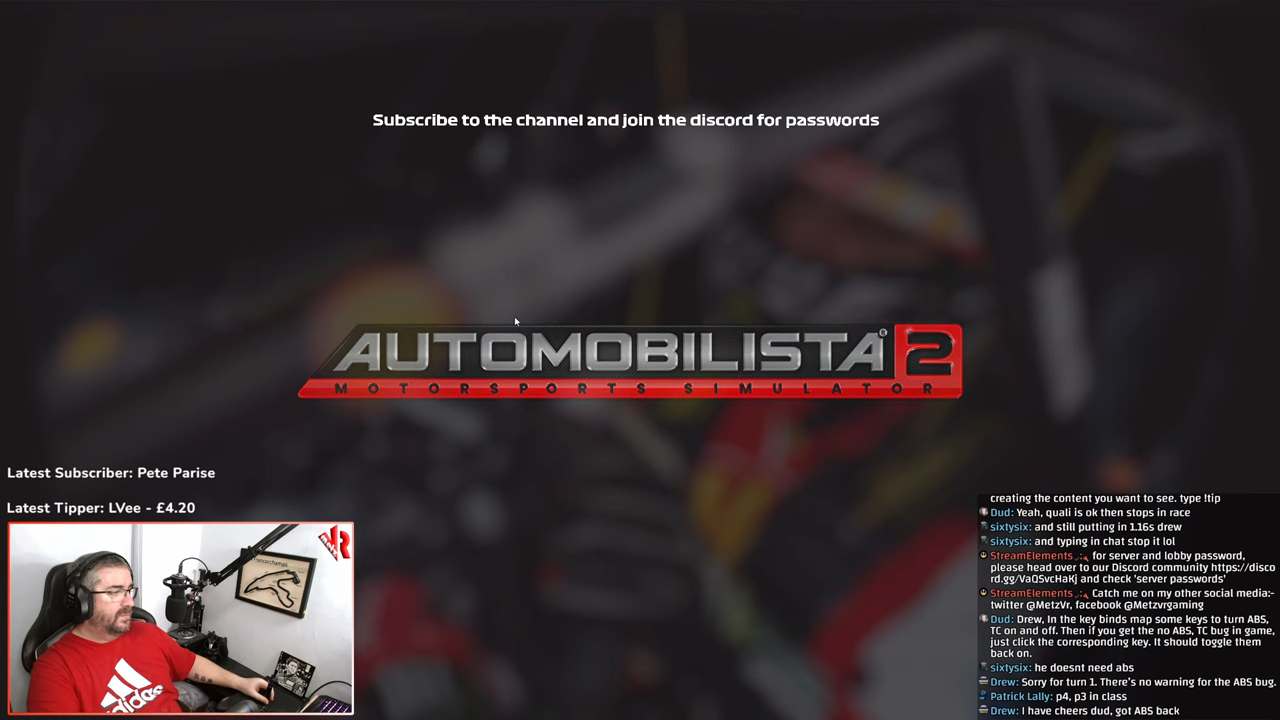 Subscribe to the channel and join the discord for passwords
AUTOMOBILISTA® 2
MOTORSPORTS SIMULATOR
Latest Subscriber: Pete Parise
Latest Tipper: LVee - £4.20
creating the content you want to see. type !tip
Dud: Yeah, quali is ok then stops in race
sixtysix: and still putting in 1.16s drew
sixtysix: and typing in chat stop it lol
StreamElements: for server and lobby password,
please head over to our Discord community https://disco
rd.gg/VaQSvcHaKj and check 'server passwords'
StreamElements: Catch me on my other social media:-
twitter @MetzVr, facebook @Metzvrgaming
Dud: Drew, In the key binds map some keys to turn ABS,
TC on and off. Then if you get the no ABS, TC bug in game,
just click the corresponding key. It should toggle them
back on.
sixtysix: he doesnt need abs
Drew: Sorry for turn 1. There's no warning for the ABS bug.
Patrick Lally: p4, p3 in class
Drew: I have cheers dud, got ABS back
adidas